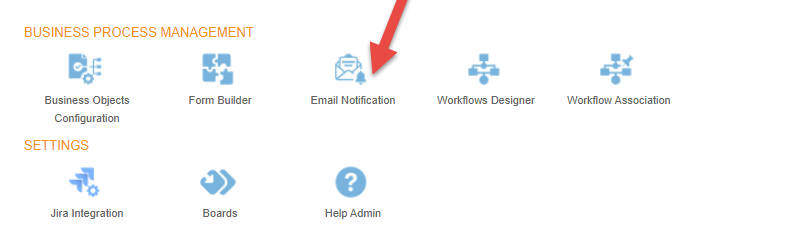 BUSINESS PROCESS MANAGEMENT
Business Objects
Configuration
Form Builder
Email Notification
Workflows Designer
Workflow Association
SETTINGS
Jira Integration
Boards
?
Help Admin